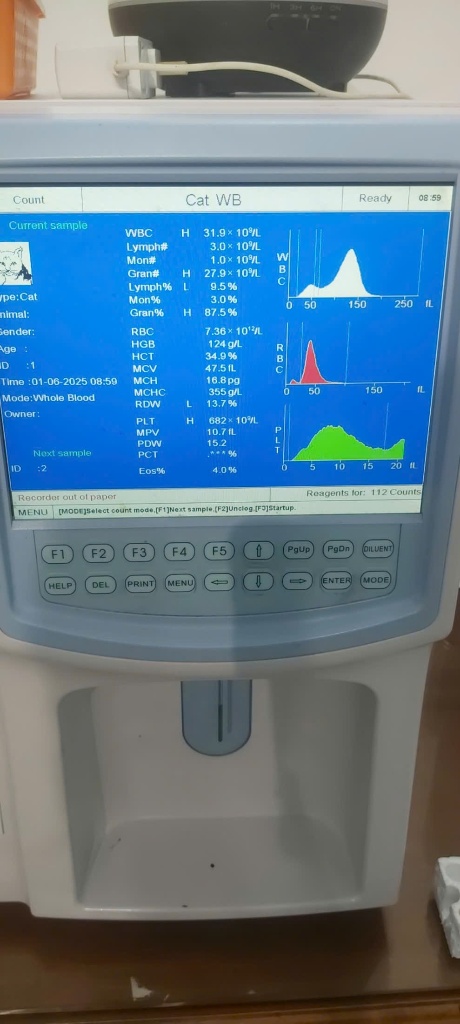 Count Cat WB Ready 08:59
Current sample
WBC H 31.9 × 10⁹/L
Lymph# 3.0 × 10⁹/L
Mon# 1.0 × 10⁹/L
Gran# H 27.9 × 10⁹/L
Lymph% L 9.5 %
Mon% 3.0 %
Gran% H 87.5 %
RBC 7.36 × 10¹²/L
HGB 124 g/L
HCT 34.9 %
MCV 47.5 fL
MCH 16.8 pg
MCHC 355 g/L
RDW L 13.7 %
PLT H 682 × 10⁹/L
MPV 10.7 fL
PDW 15.2
PCT .*** %
Eos% 4.0 %
ype:Cat
nimal:
Gender:
Age :
ID :1
Time :01-06-2025 08:59
Mode:Whole Blood
Owner:
Next sample
ID :2
WBC
0 50 150 250 fL
RBC
0 50 150 fL
PLT
0 5 10 15 20 fL
Recorder out of paper Reagents for: 112 Counts
MENU [MODE]Select count mode,[F1]Next sample,[F2]Unclog,[F3]Startup.
F1 F2 F3 F4 F5 ⇧ PgUp PgDn DILUENT
HELP DEL PRINT MENU ⇦ ⇩ ⇨ ENTER MODE